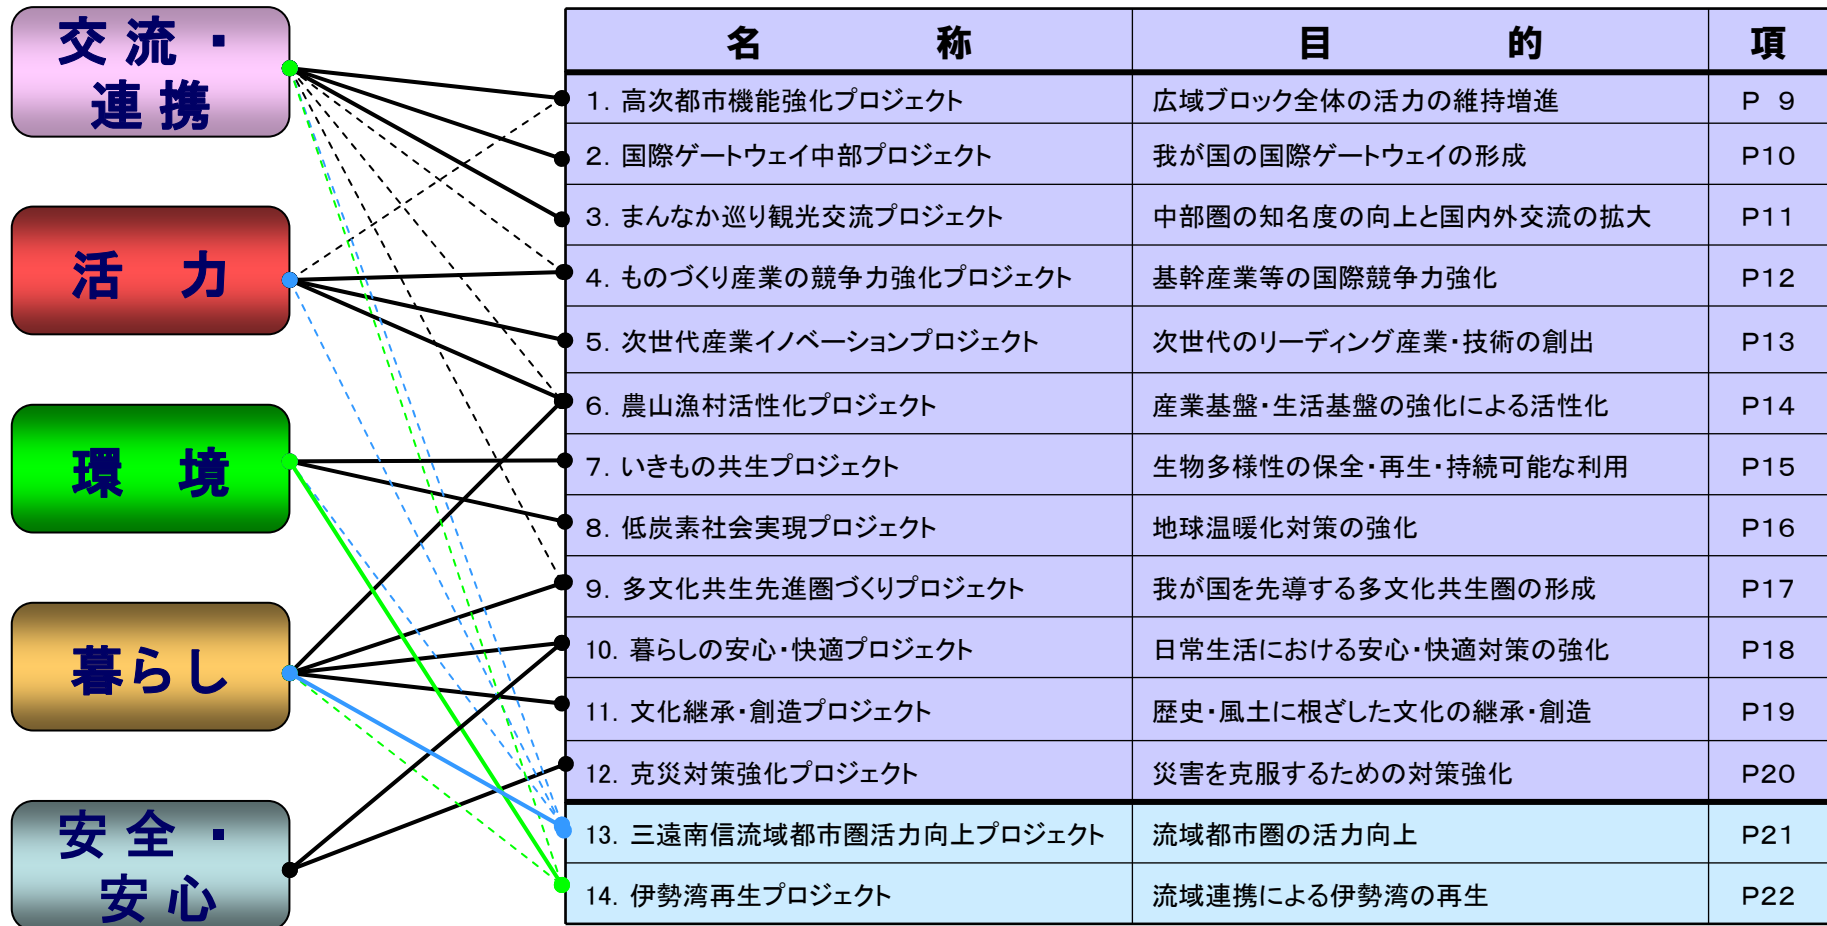 交流・
連携
活　力
環　境
暮らし
安全・
安心
名　称　目　的　項
1. 高次都市機能強化プロジェクト　広域ブロック全体の活力の維持増進　P 9
2. 国際ゲートウェイ中部プロジェクト　我が国の国際ゲートウェイの形成　P10
3. まんなか巡り観光交流プロジェクト　中部圏の知名度の向上と国内外交流の拡大　P11
4. ものづくり産業の競争力強化プロジェクト　基幹産業等の国際競争力強化　P12
5. 次世代産業イノベーションプロジェクト　次世代のリーディング産業・技術の創出　P13
6. 農山漁村活性化プロジェクト　産業基盤・生活基盤の強化による活性化　P14
7. いきもの共生プロジェクト　生物多様性の保全・再生・持続可能な利用　P15
8. 低炭素社会実現プロジェクト　地球温暖化対策の強化　P16
9. 多文化共生先進圏づくりプロジェクト　我が国を先導する多文化共生圏の形成　P17
10. 暮らしの安心・快適プロジェクト　日常生活における安心・快適対策の強化　P18
11. 文化継承・創造プロジェクト　歴史・風土に根ざした文化の継承・創造　P19
12. 克災対策強化プロジェクト　災害を克服するための対策強化　P20
13. 三遠南信流域都市圏活力向上プロジェクト　流域都市圏の活力向上　P21
14. 伊勢湾再生プロジェクト　流域連携による伊勢湾の再生　P22